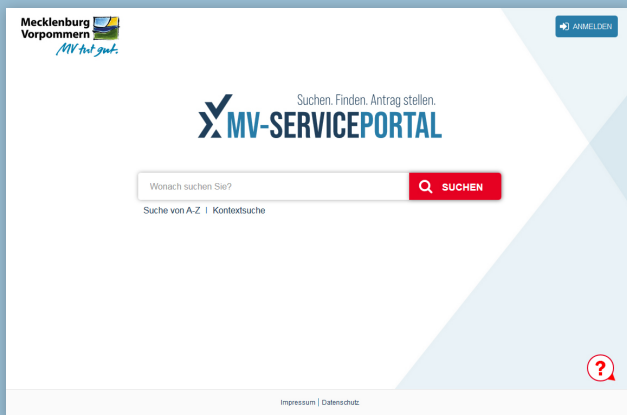 Mecklenburg
Vorpommern
MV tut gut.
ANMELDEN
Suchen. Finden. Antrag stellen.
MV-SERVICEPORTAL
Wonach suchen Sie?
SUCHEN
Suche von A-Z | Kontextsuche
?
Impressum | Datenschutz